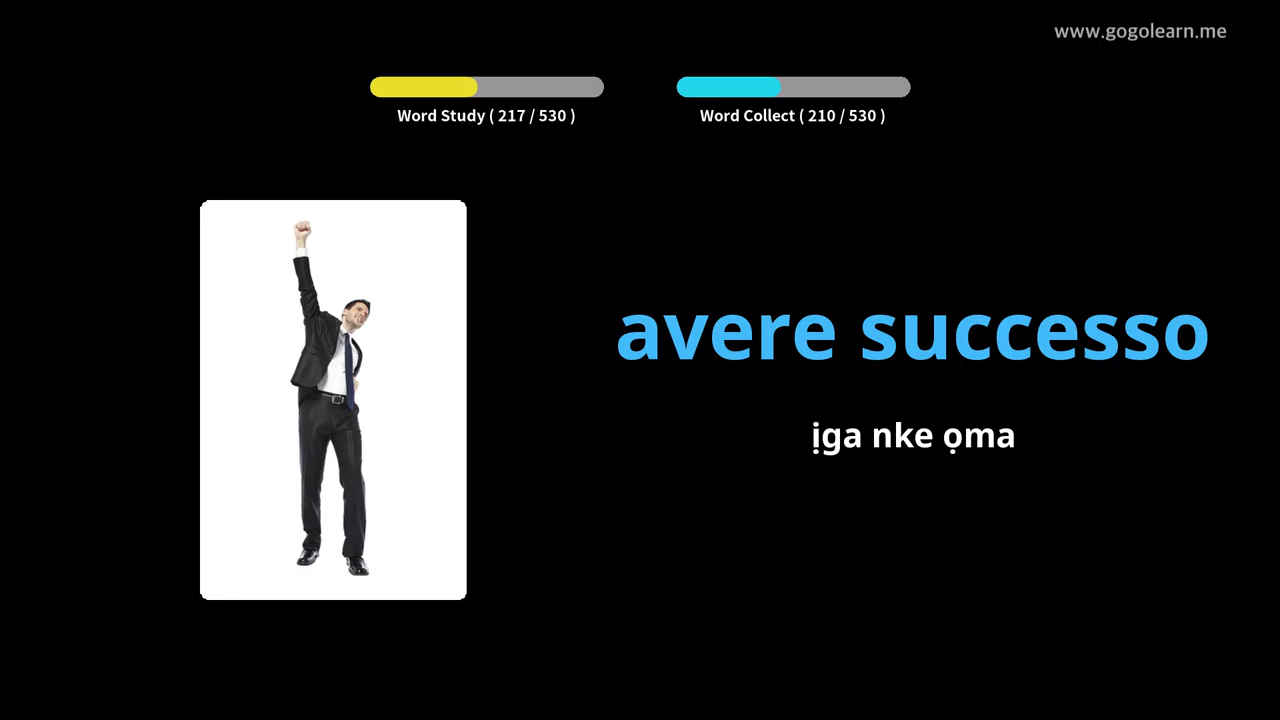 www.gogolearn.me
Word Study ( 217 / 530 )
Word Collect ( 210 / 530 )
avere successo
ịga nke ọma